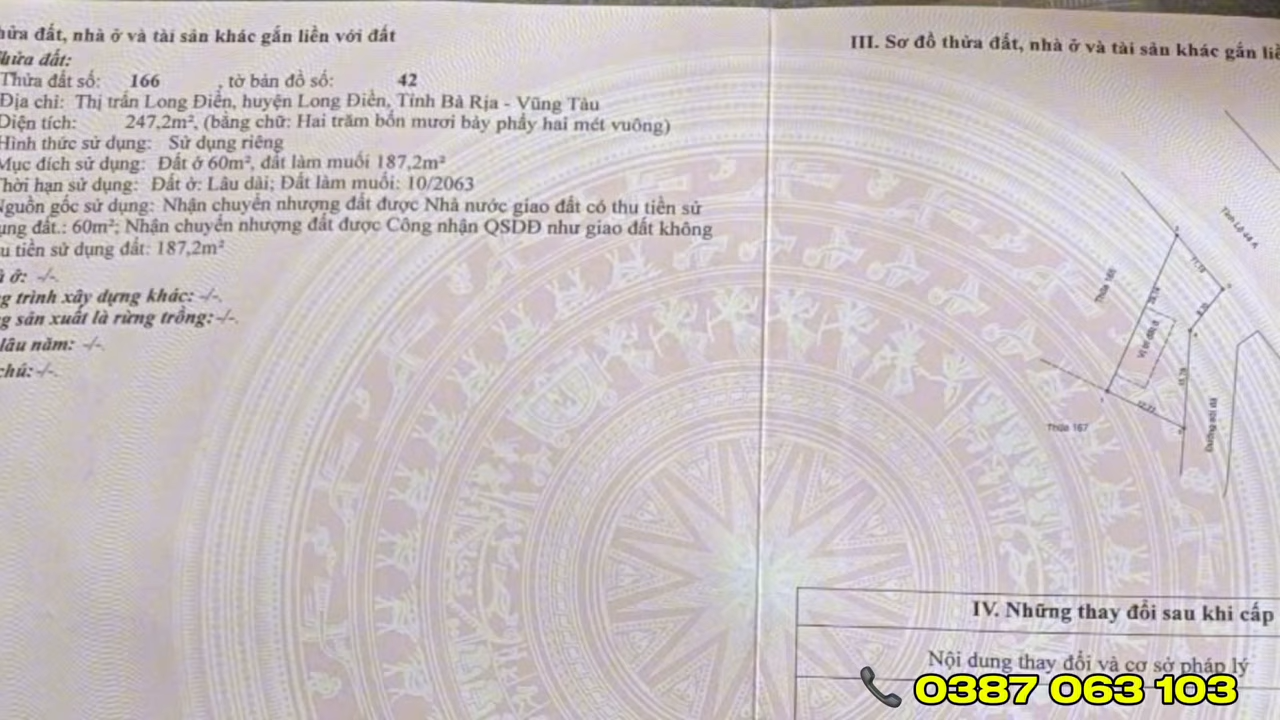 hửa đất, nhà ở và tài sản khác gắn liền với đất
hửa đất:
Thửa đất số: 166 , tờ bản đồ số: 42
Địa chỉ: Thị trấn Long Điền, huyện Long Điền, Tỉnh Bà Rịa - Vũng Tàu
Diện tích: 247,2m², (bằng chữ: Hai trăm bốn mươi bảy phẩy hai mét vuông)
Hình thức sử dụng: Sử dụng riêng
Mục đích sử dụng: Đất ở 60m², đất làm muối 187,2m²
Thời hạn sử dụng: Đất ở: Lâu dài; Đất làm muối: 10/2063
Nguồn gốc sử dụng: Nhận chuyển nhượng đất được Nhà nước giao đất có thu tiền sử
ụng đất.: 60m²; Nhận chuyển nhượng đất được Công nhận QSDĐ như giao đất không
u tiền sử dụng đất: 187,2m²
à ở: -/-.
g trình xây dựng khác: -/-.
g sản xuất là rừng trồng: -/-.
lâu năm: -/-.
chú: -/-.
III. Sơ đồ thửa đất, nhà ở và tài sản khác gắn liề
Tỉnh Lộ 44 A
Thửa 165
Thửa 167
Đường sỏi đá
IV. Những thay đổi sau khi cấp
Nội dung thay đổi và cơ sở pháp lý
0387 063 103